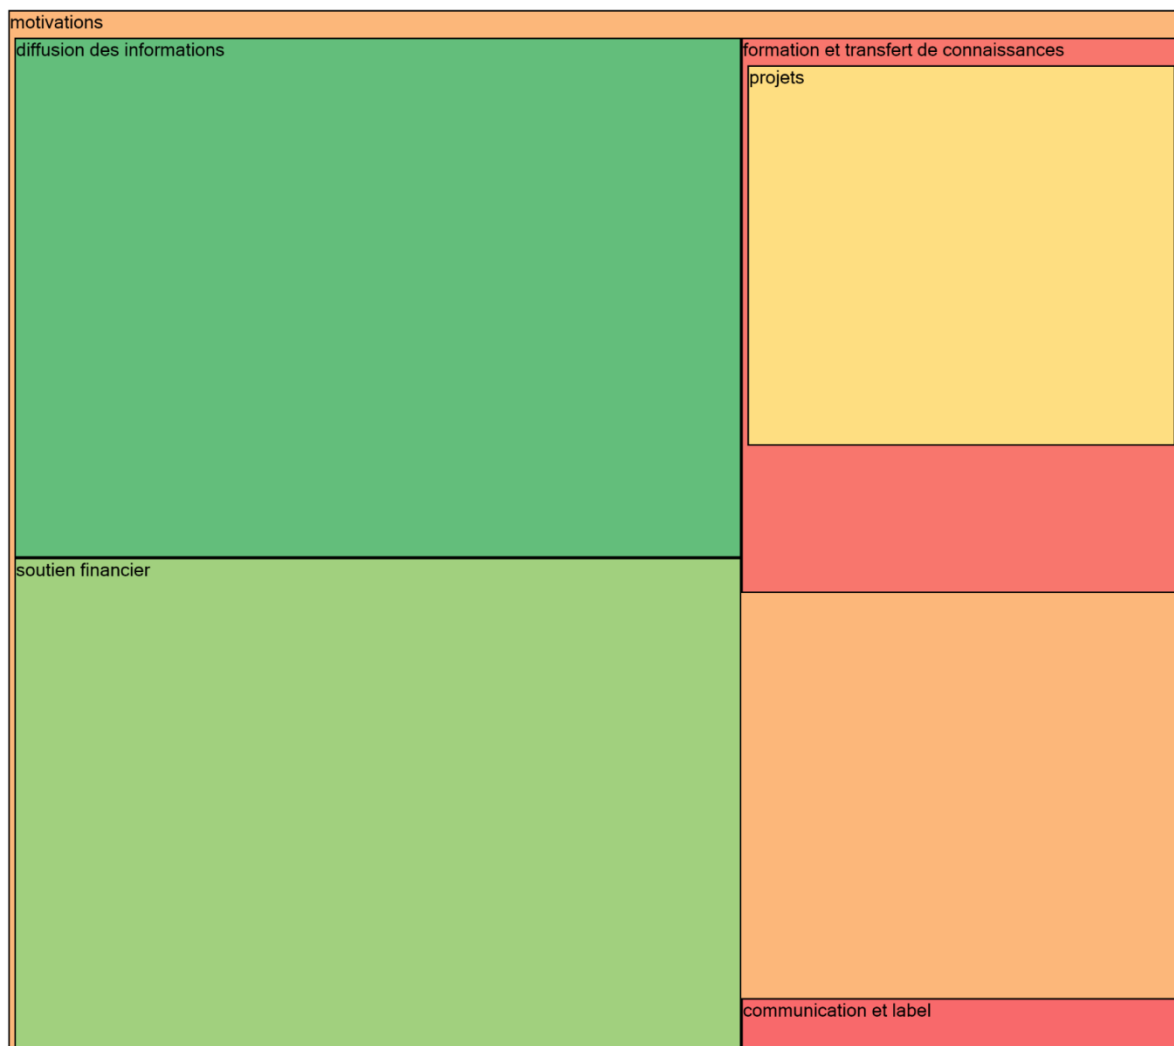 motivations
diffusion des informations
formation et transfert de connaissances
projets
soutien financier
communication et label